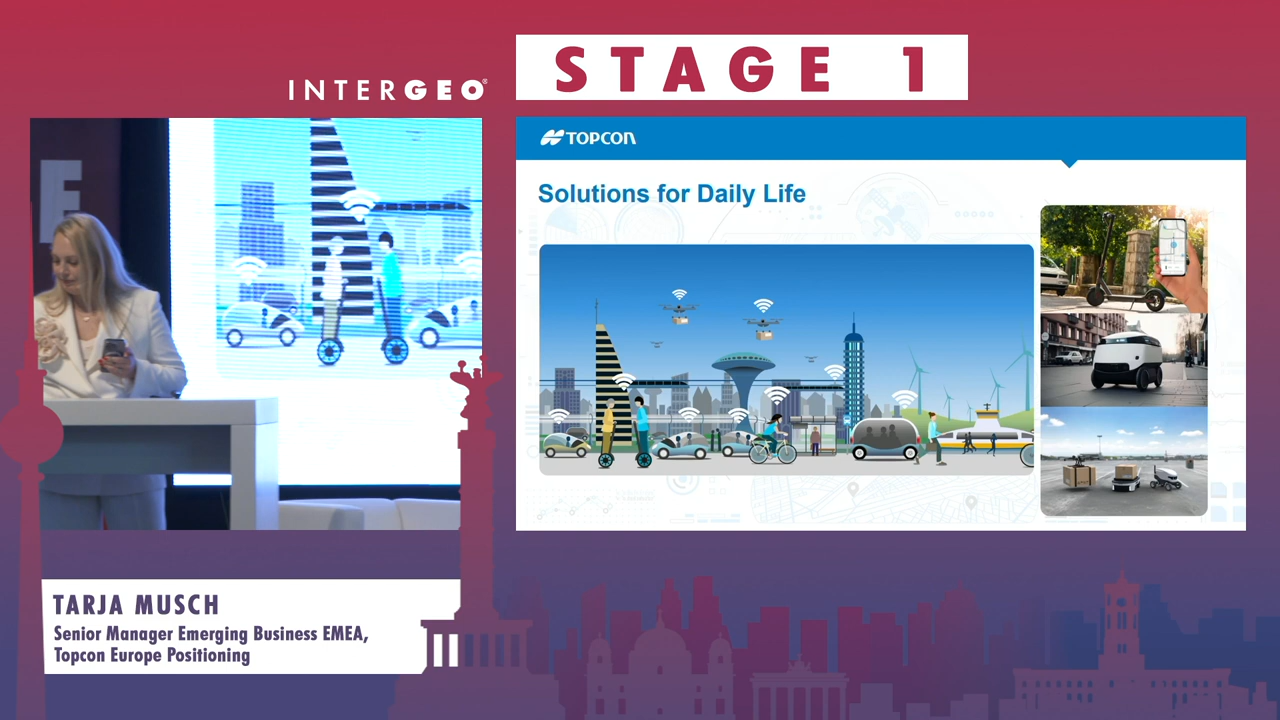 INTERGEO®
STAGE 1
E
TOPCON
Solutions for Daily Life
TARJA MUSCH
Senior Manager Emerging Business EMEA,
Topcon Europe Positioning